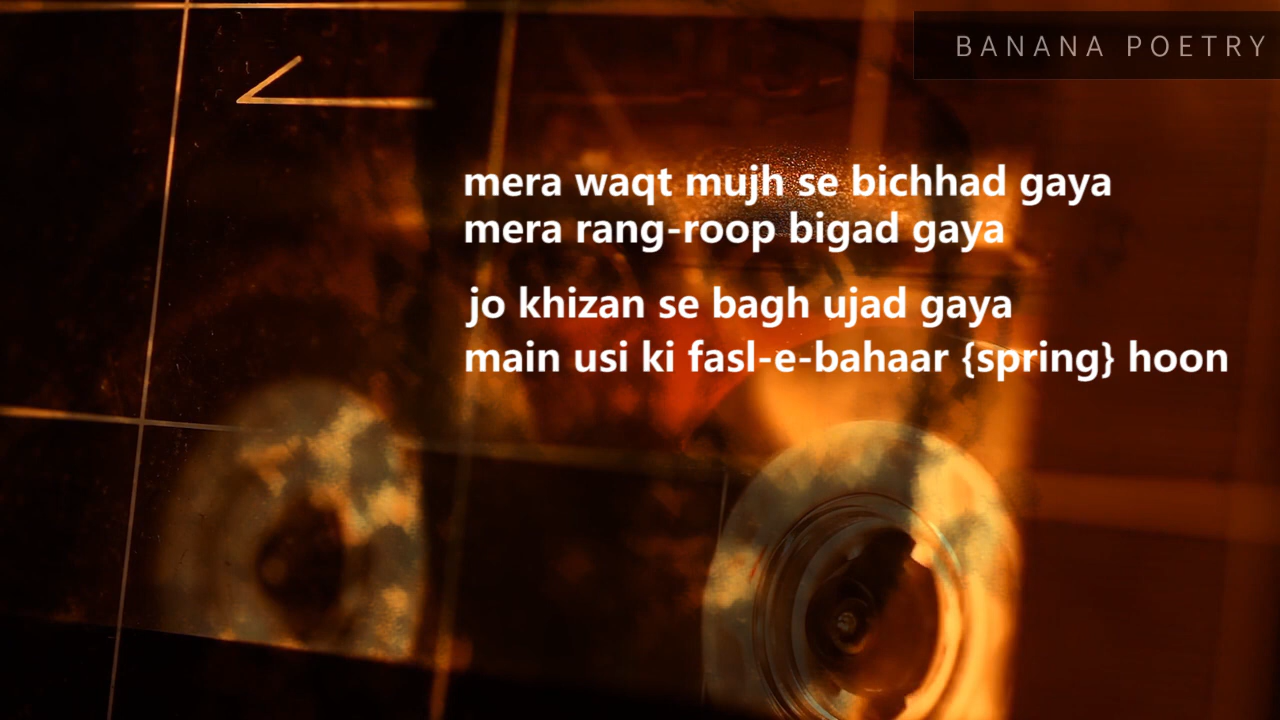 BANANA POETRY
mera waqt mujh se bichhad gaya
mera rang-roop bigad gaya
jo khizan se bagh ujad gaya
main usi ki fasl-e-bahaar {spring} hoon